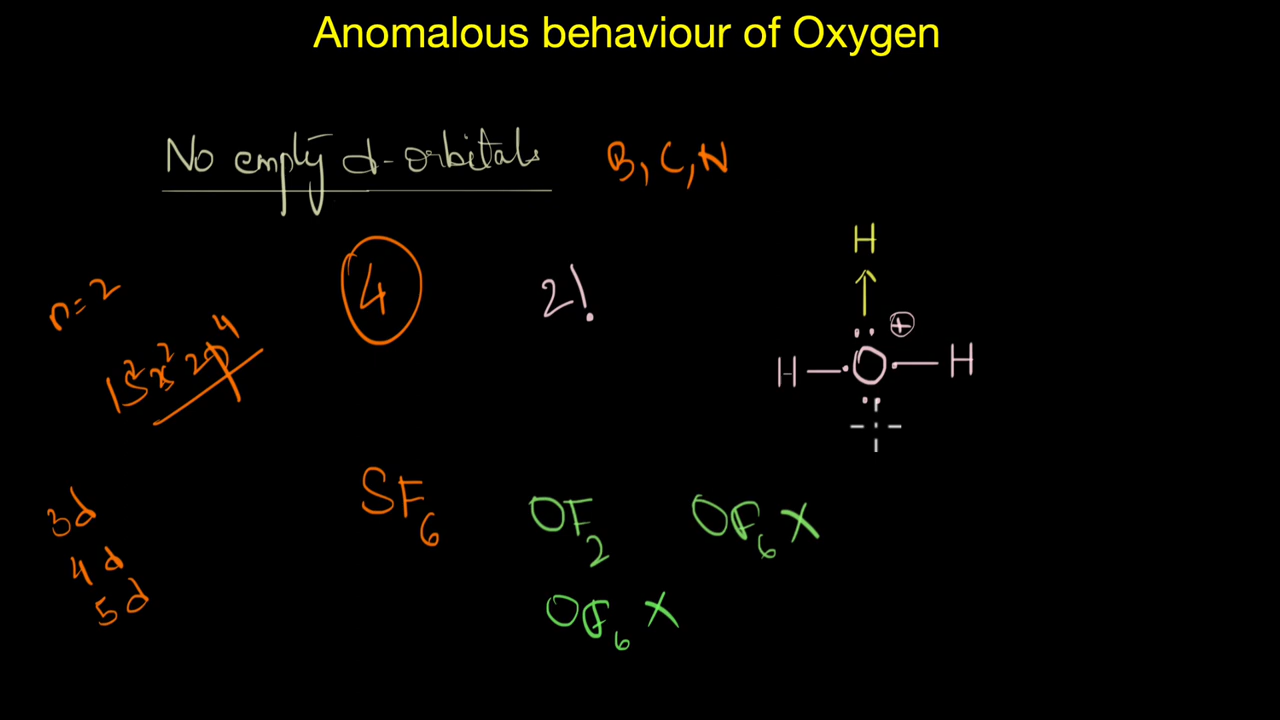 Anomalous behaviour of Oxygen
No empty d-orbitals B, C, N
n=2
4
2!
1s² 2s² 2p⁴
H
⊕
H O H
3d
4d
5d
SF₆
OF₂
OF₆ X
OF₆ X